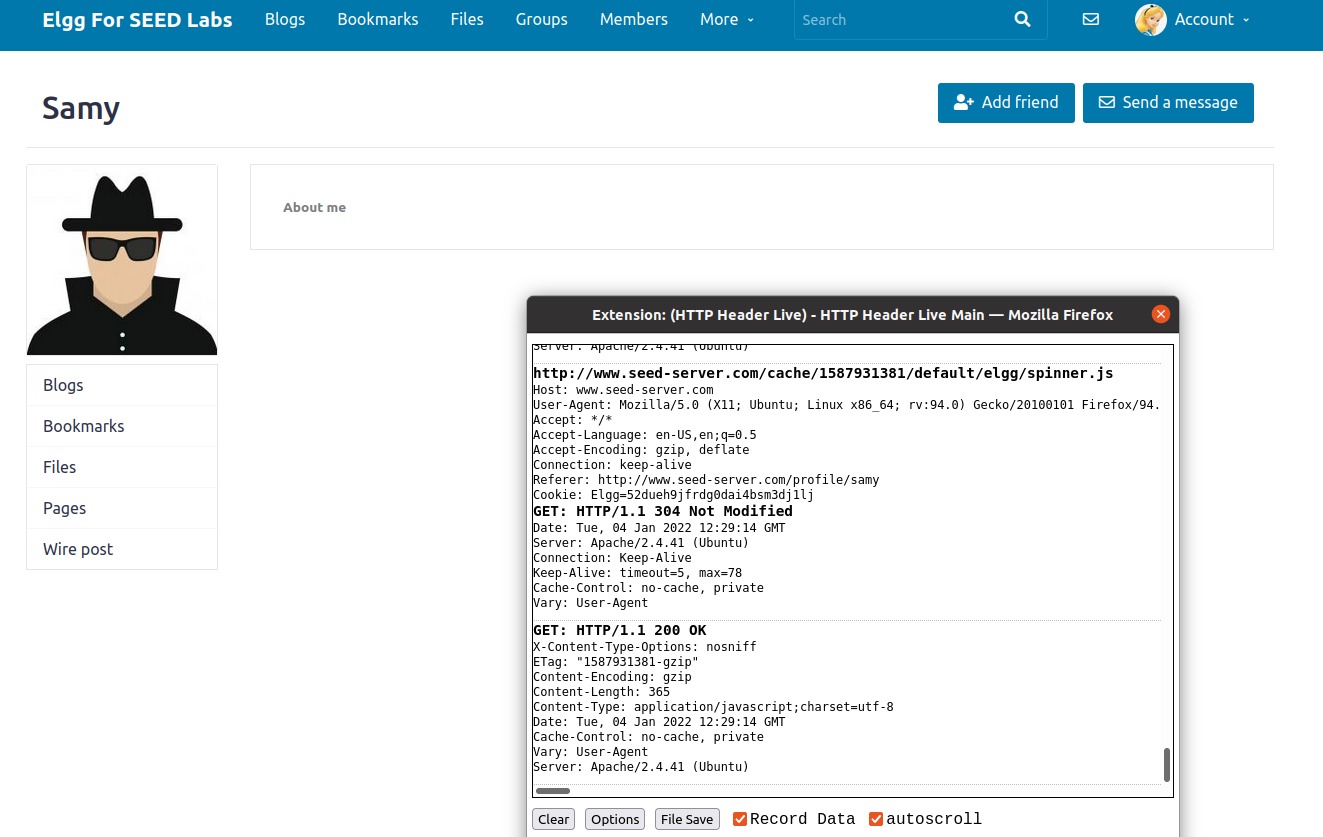 Elgg For SEED Labs Blogs Bookmarks Files Groups Members More Search Account
Samy
Add friend Send a message
About me
Blogs
Bookmarks
Files
Pages
Wire post
Extension: (HTTP Header Live) - HTTP Header Live Main — Mozilla Firefox
Server: Apache/2.4.41 (Ubuntu)
http://www.seed-server.com/cache/1587931381/default/elgg/spinner.js
Host: www.seed-server.com
User-Agent: Mozilla/5.0 (X11; Ubuntu; Linux x86_64; rv:94.0) Gecko/20100101 Firefox/94.
Accept: */*
Accept-Language: en-US,en;q=0.5
Accept-Encoding: gzip, deflate
Connection: keep-alive
Referer: http://www.seed-server.com/profile/samy
Cookie: Elgg=52dueh9jfrdg0dai4bsm3dj1lj
GET: HTTP/1.1 304 Not Modified
Date: Tue, 04 Jan 2022 12:29:14 GMT
Server: Apache/2.4.41 (Ubuntu)
Connection: Keep-Alive
Keep-Alive: timeout=5, max=78
Cache-Control: no-cache, private
Vary: User-Agent
GET: HTTP/1.1 200 OK
X-Content-Type-Options: nosniff
ETag: "1587931381-gzip"
Content-Encoding: gzip
Content-Length: 365
Content-Type: application/javascript;charset=utf-8
Date: Tue, 04 Jan 2022 12:29:14 GMT
Cache-Control: no-cache, private
Vary: User-Agent
Server: Apache/2.4.41 (Ubuntu)
Clear Options File Save Record Data autoscroll